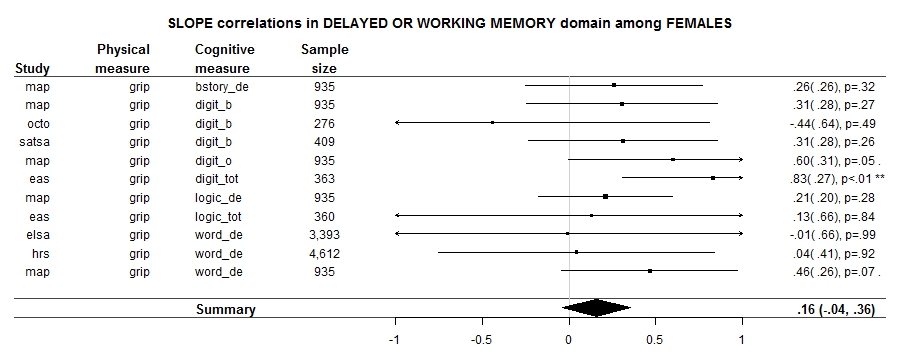 SLOPE correlations in DELAYED OR WORKING MEMORY domain among FEMALES
Physical Cognitive Sample
Study measure measure size
map grip bstory_de 935 .26( .26), p=.32
map grip digit_b 935 .31( .28), p=.27
octo grip digit_b 276 -.44( .64), p=.49
satsa grip digit_b 409 .31( .28), p=.26
map grip digit_o 935 .60( .31), p=.05 .
eas grip digit_tot 363 .83( .27), p<.01 **
map grip logic_de 935 .21( .20), p=.28
eas grip logic_tot 360 .13( .66), p=.84
elsa grip word_de 3,393 -.01( .66), p=.99
hrs grip word_de 4,612 .04( .41), p=.92
map grip word_de 935 .46( .26), p=.07 .
Summary .16 (-.04, .36)
-1 -0.5 0 0.5 1